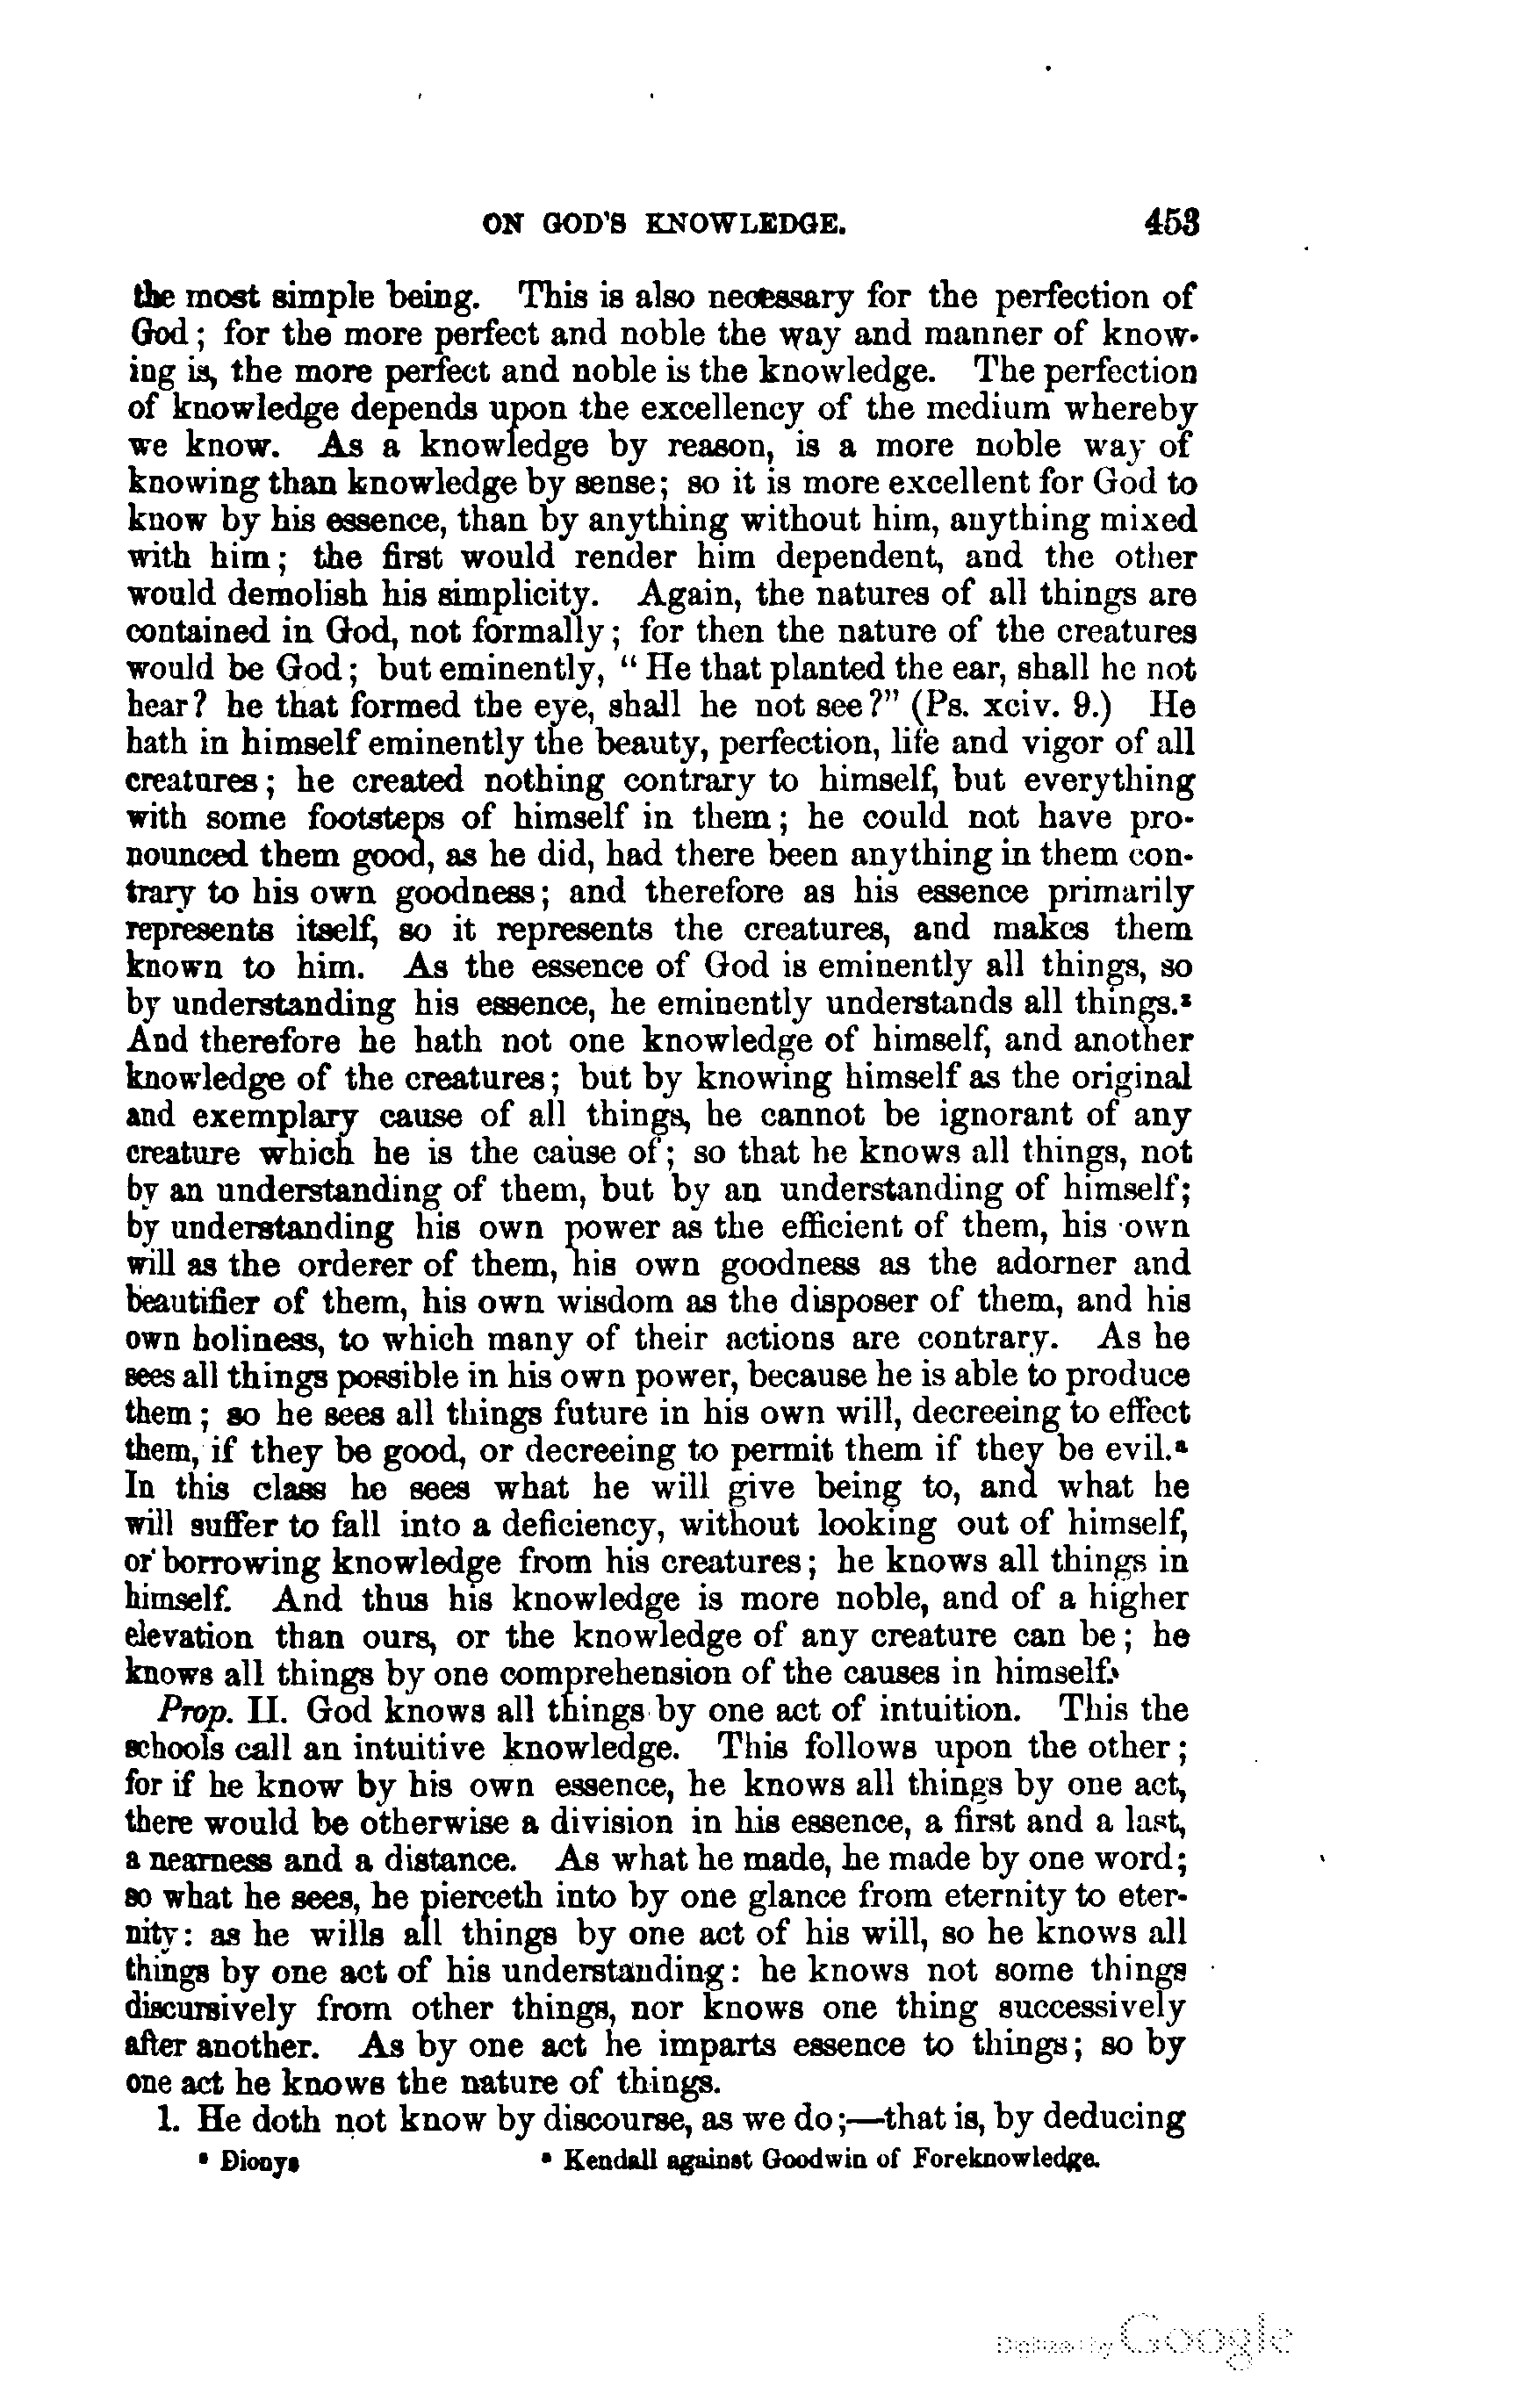 ON GOD'S KNOWLEDGE. 453
the most simple being. This is also necessary for the perfection of
God; for the more perfect and noble the way and manner of know-
ing is, the more perfect and noble is the knowledge. The perfection
of knowledge depends upon the excellency of the medium whereby
we know. As a knowledge by reason, is a more noble way of
knowing than knowledge by sense; so it is more excellent for God to
know by his essence, than by anything without him, anything mixed
with him; the first would render him dependent, and the other
would demolish his simplicity. Again, the natures of all things are
contained in God, not formally; for then the nature of the creatures
would be God; but eminently, “He that planted the ear, shall he not
hear? he that formed the eye, shall he not see?” (Ps. xciv. 9.) He
hath in himself eminently the beauty, perfection, life and vigor of all
creatures; he created nothing contrary to himself, but everything
with some footsteps of himself in them; he could not have pro-
nounced them good, as he did, had there been anything in them con-
trary to his own goodness; and therefore as his essence primarily
represents itself, so it represents the creatures, and makes them
known to him. As the essence of God is eminently all things, so
by understanding his essence, he eminently understands all things.ᶻ
And therefore he hath not one knowledge of himself, and another
knowledge of the creatures; but by knowing himself as the original
and exemplary cause of all things, he cannot be ignorant of any
creature which he is the cause of; so that he knows all things, not
by an understanding of them, but by an understanding of himself;
by understanding his own power as the efficient of them, his own
will as the orderer of them, his own goodness as the adorner and
beautifier of them, his own wisdom as the disposer of them, and his
own holiness, to which many of their actions are contrary. As he
sees all things possible in his own power, because he is able to produce
them; so he sees all things future in his own will, decreeing to effect
them, if they be good, or decreeing to permit them if they be evil.ᵃ
In this class he sees what he will give being to, and what he
will suffer to fall into a deficiency, without looking out of himself,
or borrowing knowledge from his creatures; he knows all things in
himself. And thus his knowledge is more noble, and of a higher
elevation than ours, or the knowledge of any creature can be; he
knows all things by one comprehension of the causes in himself.
Prop. II. God knows all things by one act of intuition. This the
schools call an intuitive knowledge. This follows upon the other;
for if he know by his own essence, he knows all things by one act,
there would be otherwise a division in his essence, a first and a last,
a nearness and a distance. As what he made, he made by one word;
so what he sees, he pierceth into by one glance from eternity to eter-
nity: as he wills all things by one act of his will, so he knows all
things by one act of his understanding: he knows not some things
discursively from other things, nor knows one thing successively
after another. As by one act he imparts essence to things; so by
one act he knows the nature of things.
1. He doth not know by discourse, as we do;—that is, by deducing
ᶻ Dionys ᵃ Kendall against Goodwin of Foreknowledge.
Digitized by Google